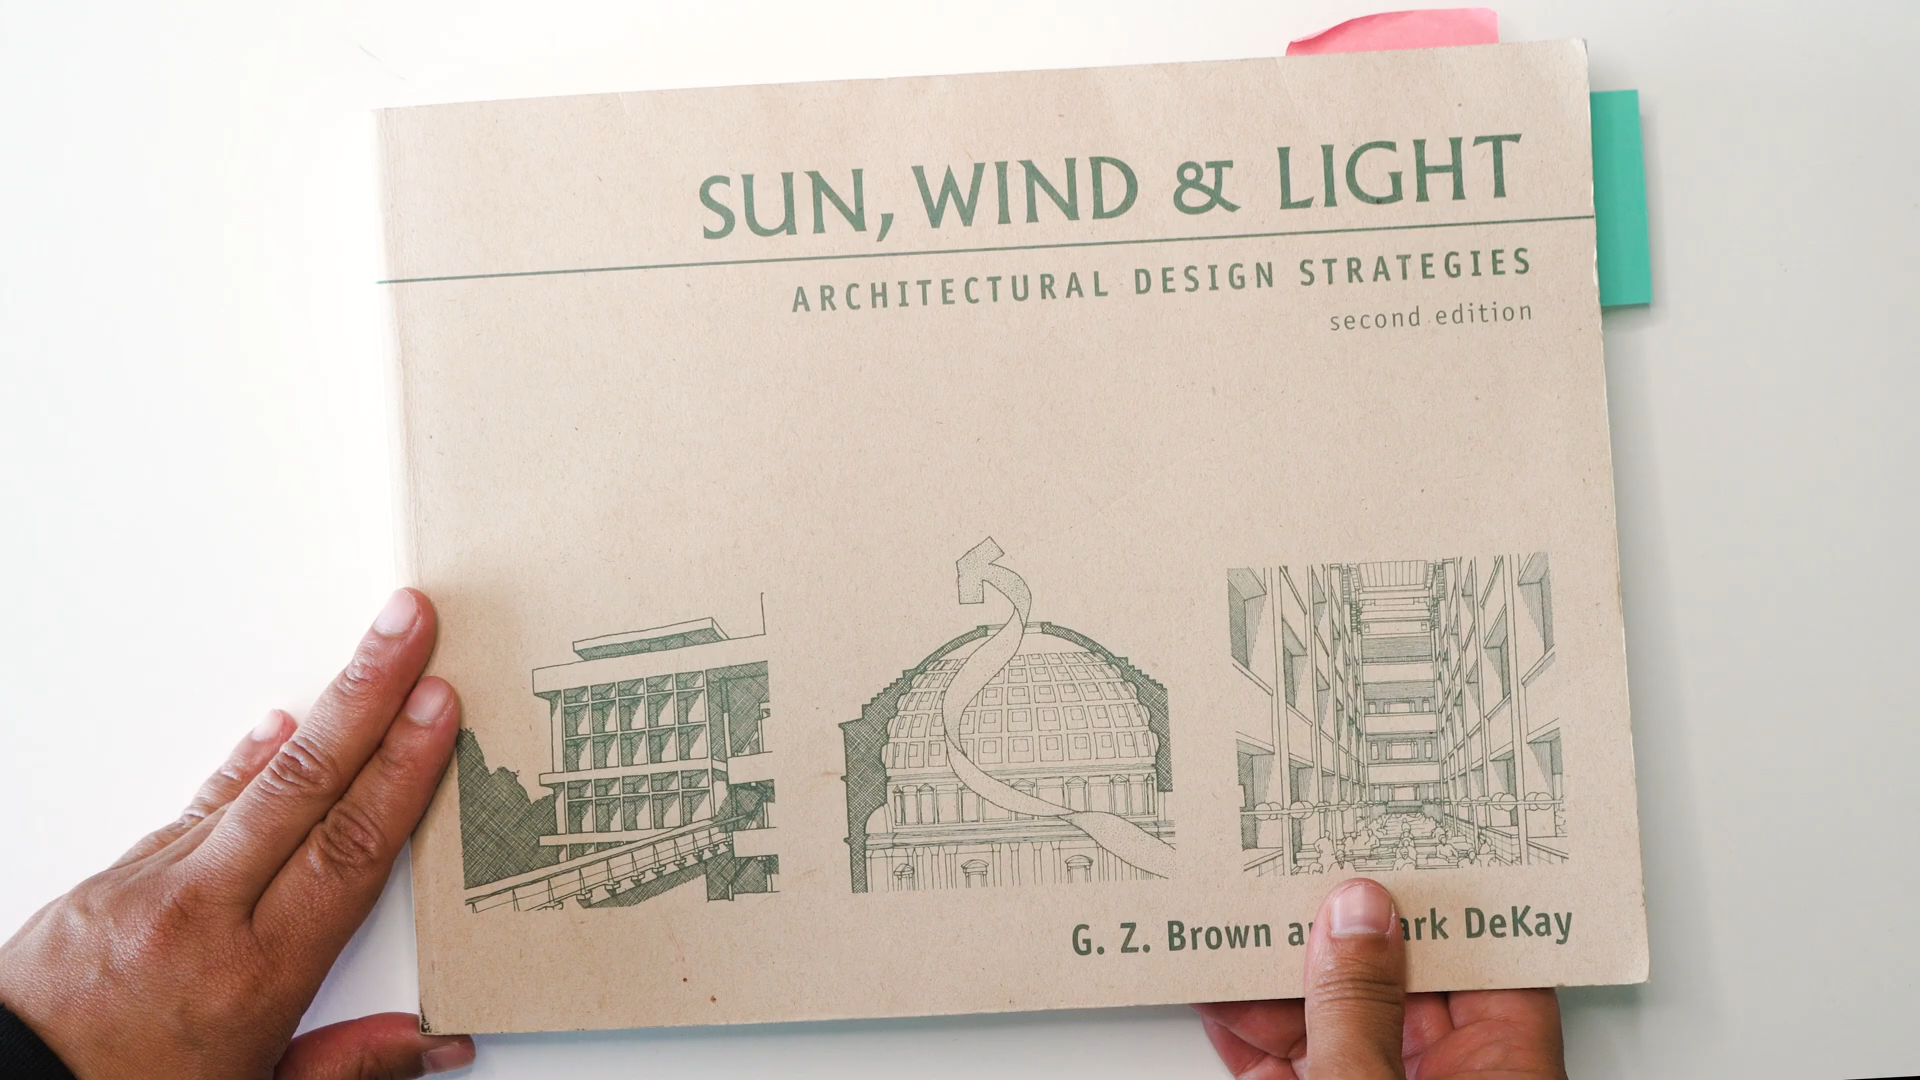 SUN, WIND & LIGHT
ARCHITECTURAL DESIGN STRATEGIES
second edition
G. Z. Brown DeKay